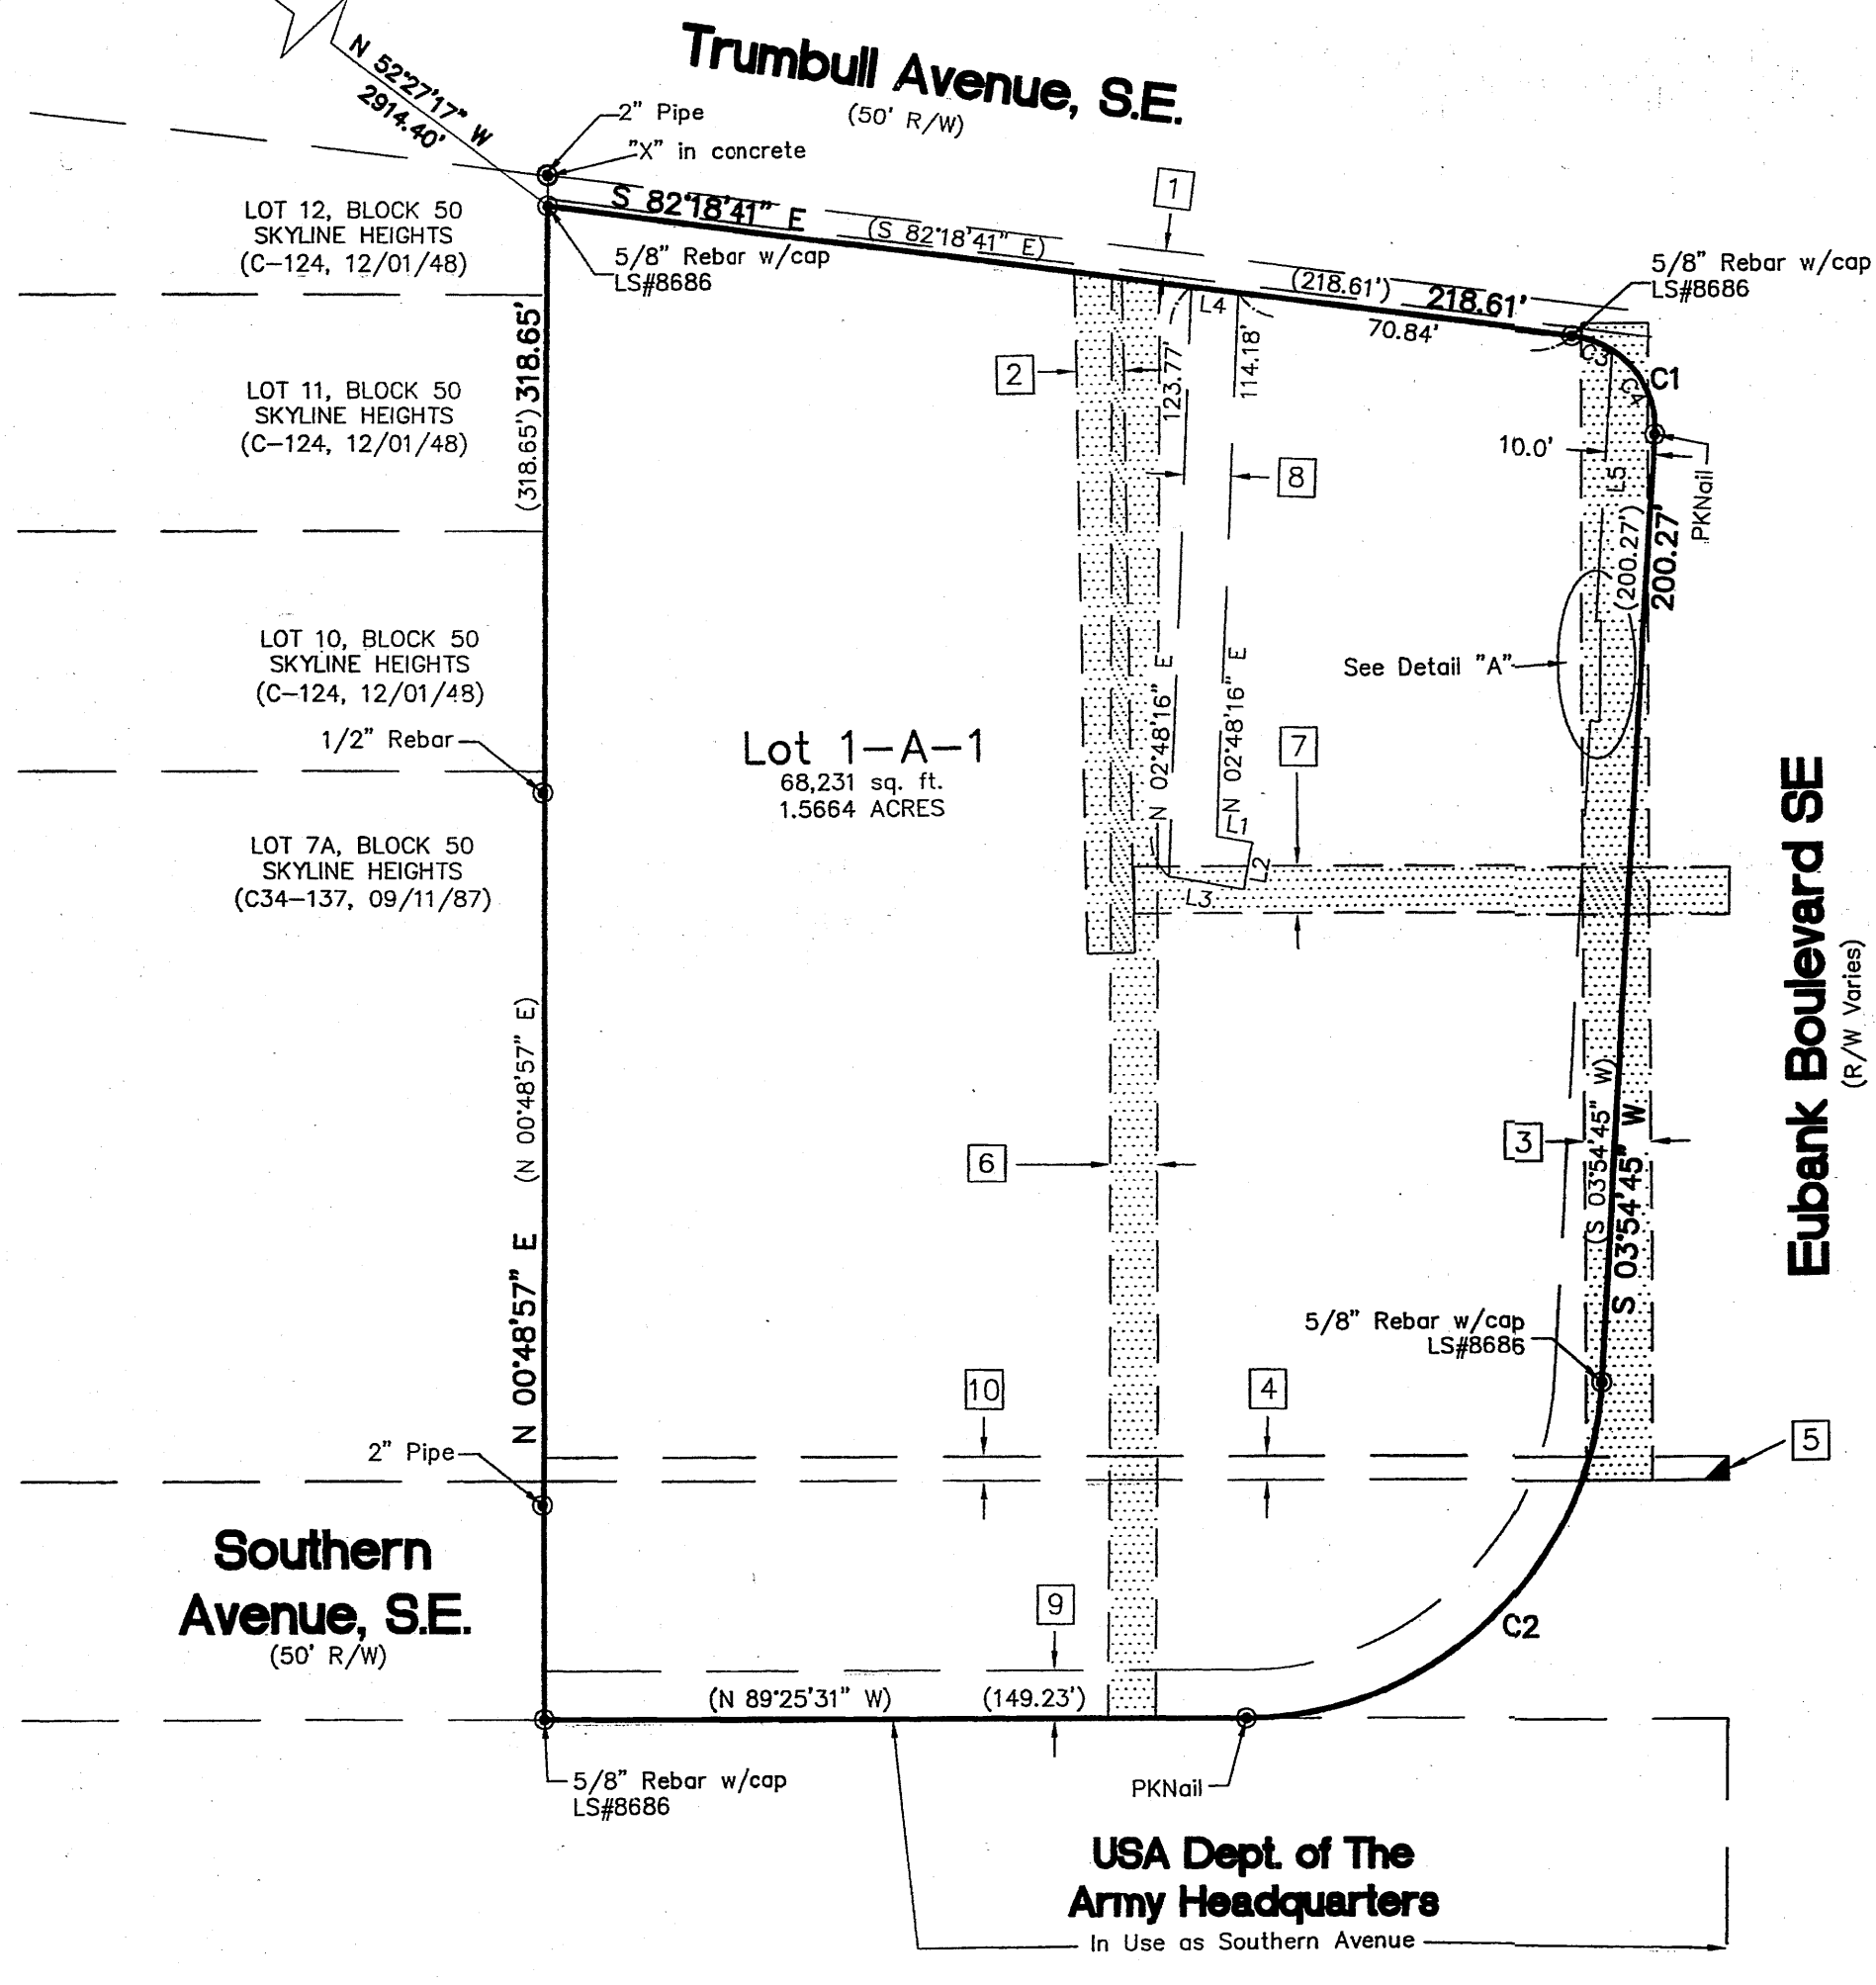 Trumbull Avenue, S.E.
(50' R/W)
N 52°27'17" W
2914.40'
2" Pipe
"X" in concrete
S 82°18'41" E
(S 82°18'41" E)
1
(218.61')
218.61'
5/8" Rebar w/cap
LS#8686
5/8" Rebar w/cap
LS#8686
LOT 12, BLOCK 50
SKYLINE HEIGHTS
(C-124, 12/01/48)
L4
70.84'
C3
C4
C1
2
123.77'
114.18'
(318.65')
318.65'
LOT 11, BLOCK 50
SKYLINE HEIGHTS
(C-124, 12/01/48)
8
10.0'
L5
PKNail
(200.27')
200.27'
LOT 10, BLOCK 50
SKYLINE HEIGHTS
(C-124, 12/01/48)
1/2" Rebar
See Detail "A"
N 02°48'16" E
N 02°48'16" E
7
Lot 1-A-1
68,231 sq. ft.
1.5664 ACRES
L1
L2
L3
LOT 7A, BLOCK 50
SKYLINE HEIGHTS
(C34-137, 09/11/87)
Eubank Boulevard SE
(R/W Varies)
(N 00°48'57" E)
N 00°48'57" E
6
3
(S 03°54'45" W)
S 03°54'45" W
5/8" Rebar w/cap
LS#8686
10
4
5
2" Pipe
Southern
Avenue, S.E.
(50' R/W)
9
C2
(N 89°25'31" W)
(149.23')
5/8" Rebar w/cap
LS#8686
PKNail
USA Dept. of The
Army Headquarters
In Use as Southern Avenue